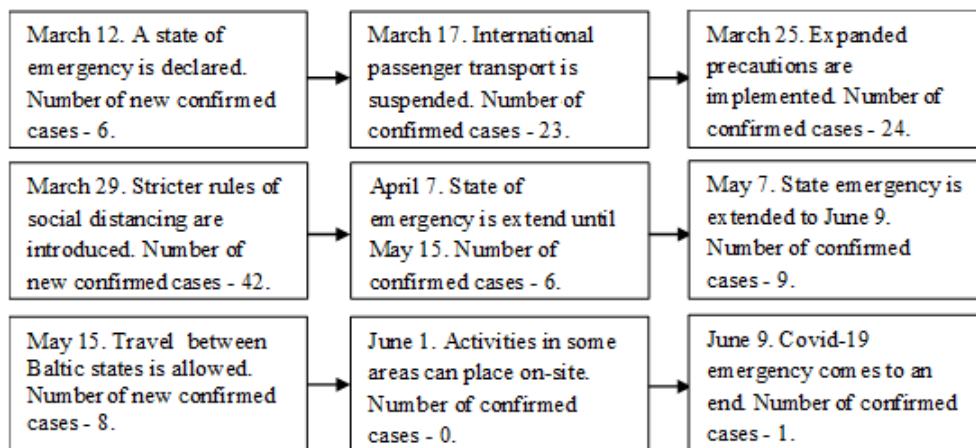 March 12. A state of
emergency is declared.
Number of new confirmed
cases - 6.
March 17. International
passenger transport is
suspended. Number of
confirmed cases - 23.
March 25. Expanded
precautions are
implemented. Number of
confirmed cases - 24.
March 29. Stricter rules of
social distancing are
introduced. Number of
new confirmed cases - 42.
April 7. State of
emergency is extend until
May 15. Number of
confirmed cases - 6.
May 7. State emergency is
extended to June 9.
Number of confirmed
cases - 9.
May 15. Travel between
Baltic states is allowed.
Number of new confirmed
cases - 8.
June 1. Activities in some
areas can place on-site.
Number of confirmed
cases - 0.
June 9. Covid-19
emergency comes to an
end. Number of confirmed
cases - 1.